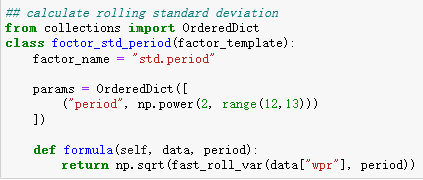 ## calculate rolling standard deviation
from collections import OrderedDict
class foctor_std_period(factor_template):
    factor_name = "std.period"
    params = OrderedDict([
        ("period", np.power(2, range(12,13)))
    ])
    def formula(self, data, period):
        return np.sqrt(fast_roll_var(data["wpr"], period))